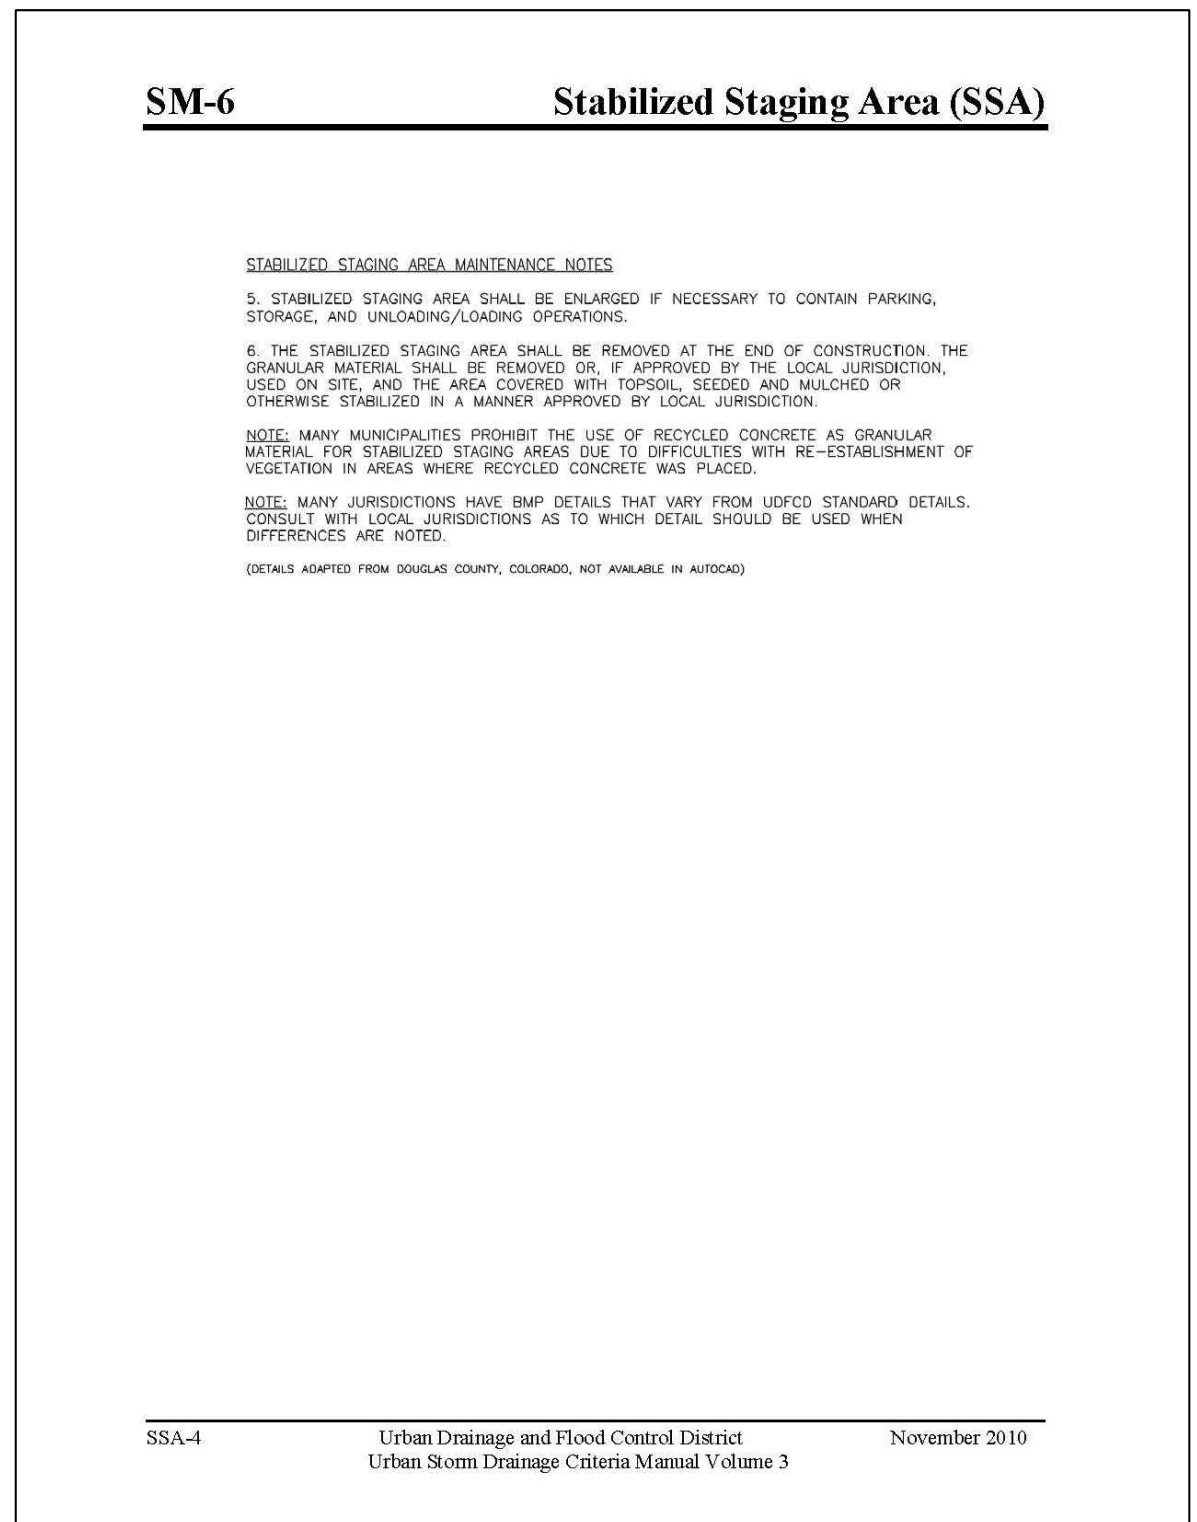 SM-6 Stabilized Staging Area (SSA)
STABILIZED STAGING AREA MAINTENANCE NOTES
5. STABILIZED STAGING AREA SHALL BE ENLARGED IF NECESSARY TO CONTAIN PARKING,
STORAGE, AND UNLOADING/LOADING OPERATIONS.
6. THE STABILIZED STAGING AREA SHALL BE REMOVED AT THE END OF CONSTRUCTION. THE
GRANULAR MATERIAL SHALL BE REMOVED OR, IF APPROVED BY THE LOCAL JURISDICTION,
USED ON SITE, AND THE AREA COVERED WITH TOPSOIL, SEEDED AND MULCHED OR
OTHERWISE STABILIZED IN A MANNER APPROVED BY LOCAL JURISDICTION.
NOTE: MANY MUNICIPALITIES PROHIBIT THE USE OF RECYCLED CONCRETE AS GRANULAR
MATERIAL FOR STABILIZED STAGING AREAS DUE TO DIFFICULTIES WITH RE-ESTABLISHMENT OF
VEGETATION IN AREAS WHERE RECYCLED CONCRETE WAS PLACED.
NOTE: MANY JURISDICTIONS HAVE BMP DETAILS THAT VARY FROM UDFCD STANDARD DETAILS.
CONSULT WITH LOCAL JURISDICTIONS AS TO WHICH DETAIL SHOULD BE USED WHEN
DIFFERENCES ARE NOTED.
(DETAILS ADAPTED FROM DOUGLAS COUNTY, COLORADO, NOT AVAILABLE IN AUTOCAD)
SSA-4 Urban Drainage and Flood Control District November 2010
Urban Storm Drainage Criteria Manual Volume 3